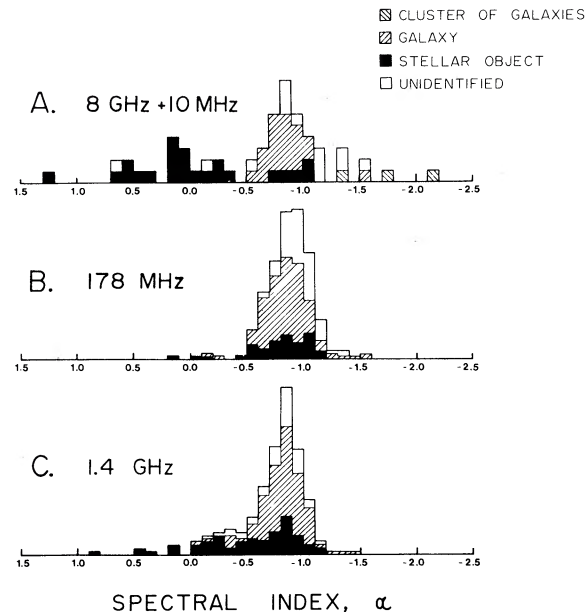 CLUSTER OF GALAXIES
GALAXY
STELLAR OBJECT
UNIDENTIFIED
A. 8 GHz +10 MHz
1.5 1.0 0.5 0.0 -0.5 -1.0 -1.5 -2.0 -2.5
B. 178 MHz
1.5 1.0 0.5 0.0 -0.5 -1.0 -1.5 -2.0 -2.5
C. 1.4 GHz
1.5 1.0 0.5 0.0 -0.5 -1.0 -1.5 -2.0 -2.5
SPECTRAL INDEX, α